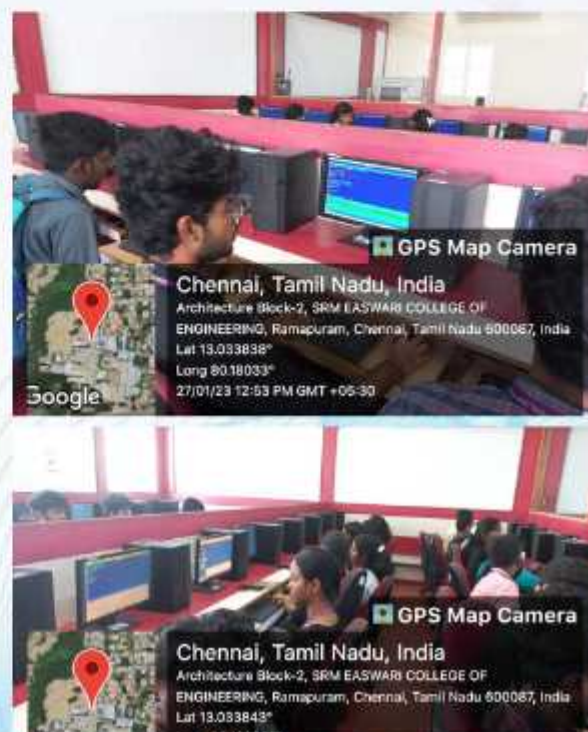 GPS Map Camera
Chennai, Tamil Nadu, India
Architecture Block-2, SRM EASWARI COLLEGE OF
ENGINEERING, Ramapuram, Chennai, Tamil Nadu 600087, India
Lat 13.033838°
Long 80.18033°
27/01/23 12:53 PM GMT +05:30
Google
GPS Map Camera
Chennai, Tamil Nadu, India
Architecture Block-2, SRM EASWARI COLLEGE OF
ENGINEERING, Ramapuram, Chennai, Tamil Nadu 600087, India
Lat 13.033843°